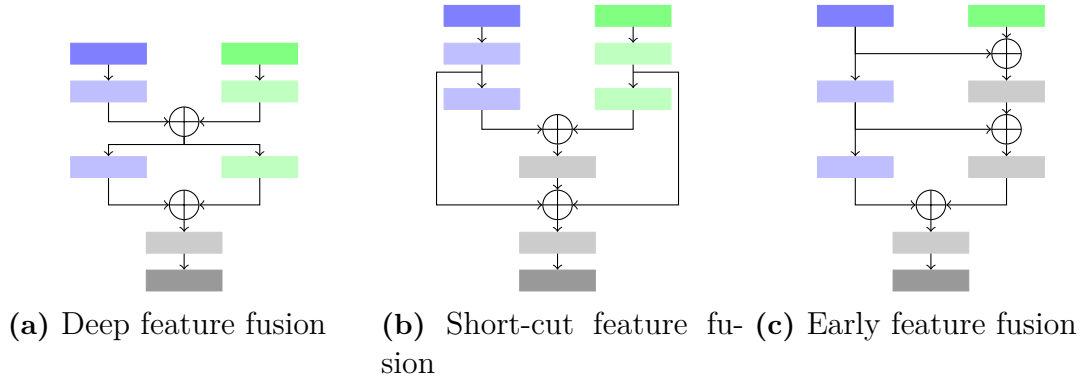 (a) Deep feature fusion
(b) Short-cut feature fu-
sion
(c) Early feature fusion